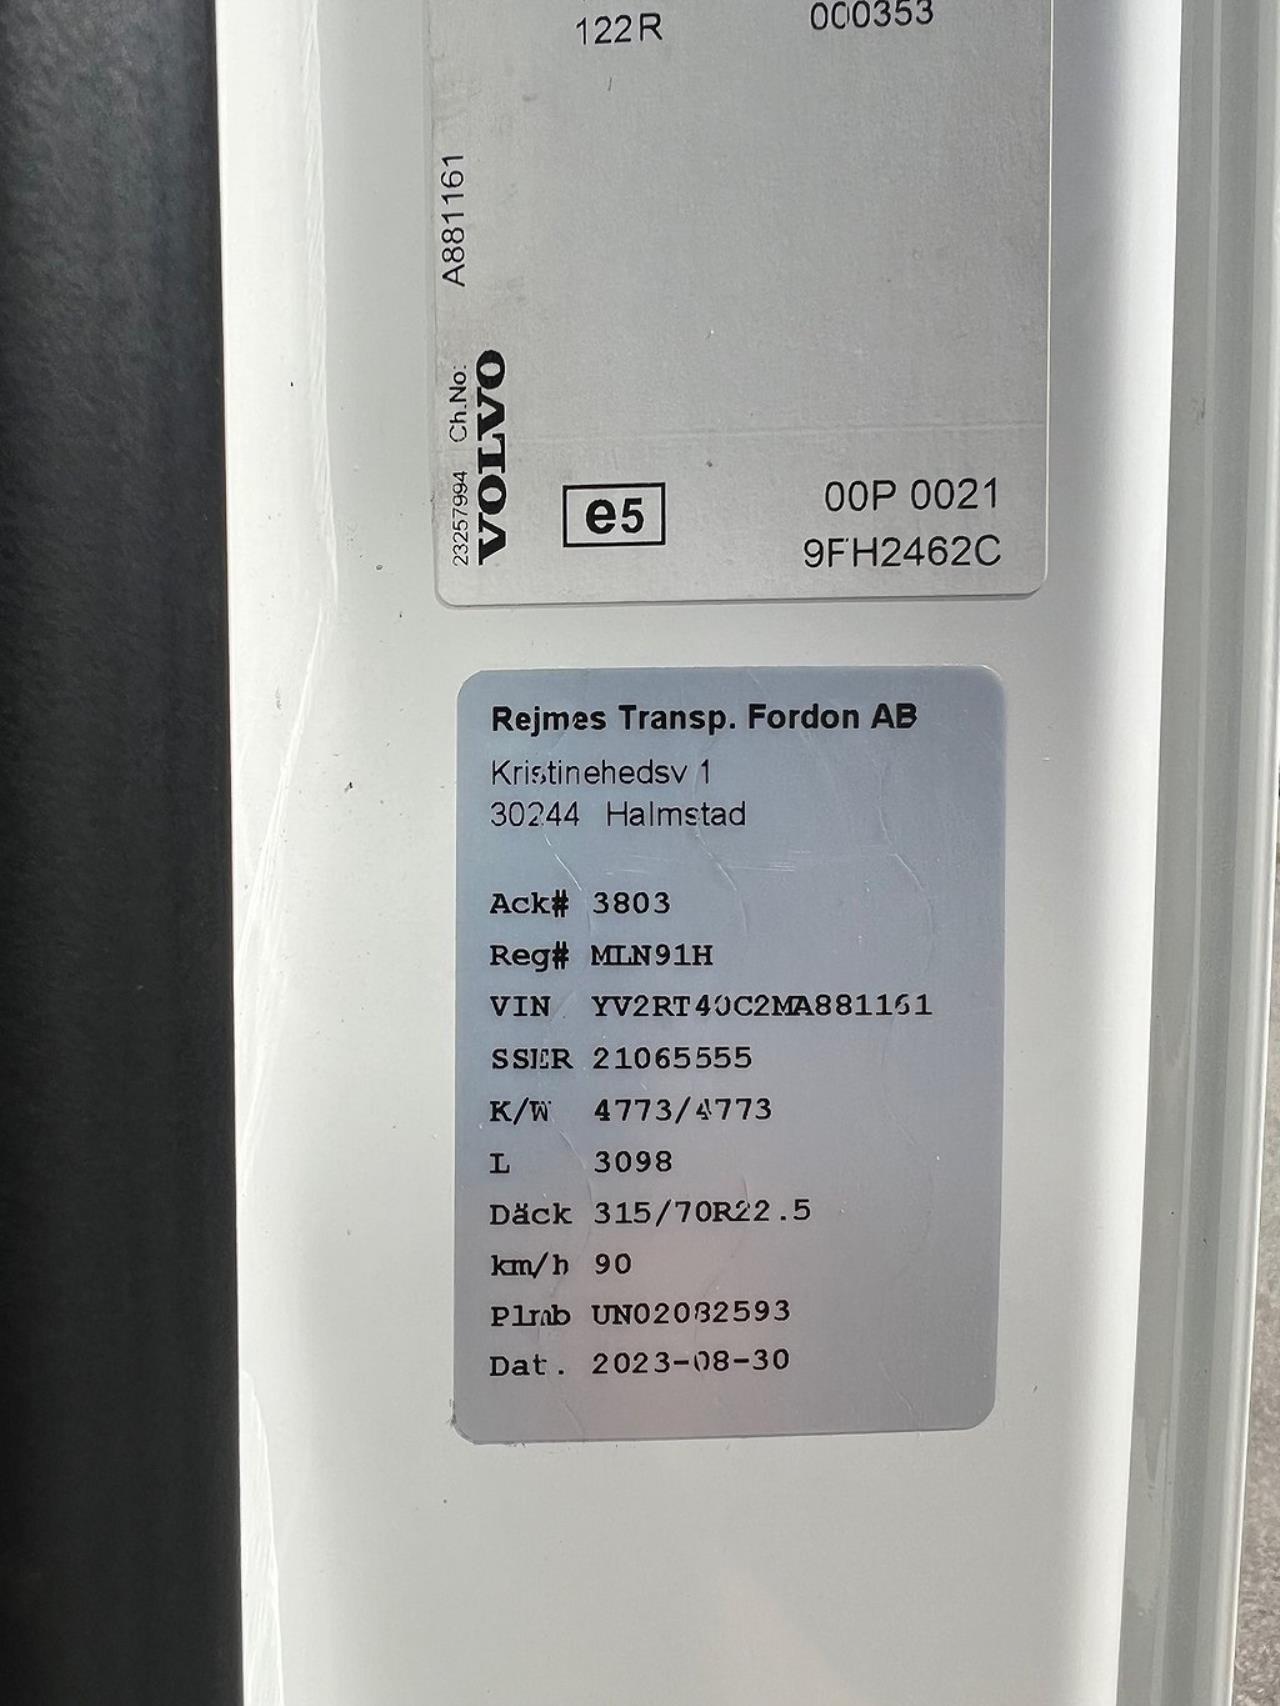 122R 000353
A881161
23257994 Ch.No:
VOLVO
e5
00P 0021
9FH2462C
Rejmes Transp. Fordon AB
Kristinehedsv 1
30244 Halmstad
Ack# 3803
Reg# MLN91H
VIN YV2RT40C2MA881161
SSER 21065555
K/W 4773/4773
L 3098
Däck 315/70R22.5
km/h 90
Plmb UN02082593
Dat. 2023-08-30